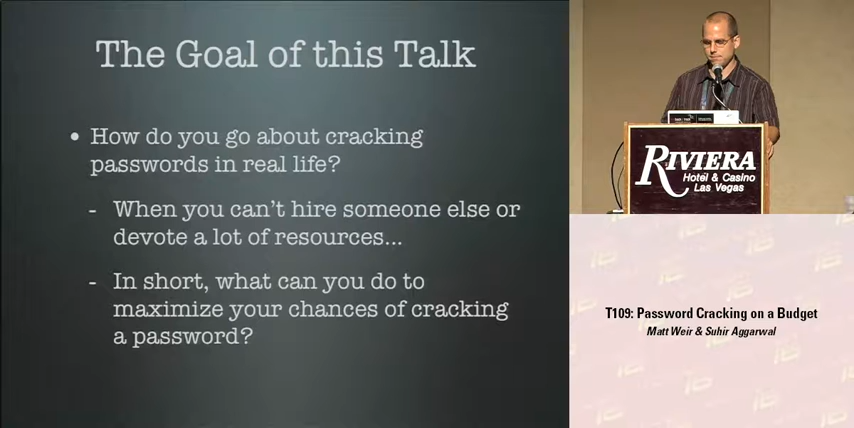 The Goal of this Talk
• How do you go about cracking
passwords in real life?
- When you can't hire someone else or
devote a lot of resources...
- In short, what can you do to
maximize your chances of cracking
a password?
RIVIERA
Hotel & Casino
Las Vegas
T109: Password Cracking on a Budget
Matt Weir & Suhir Aggarwal